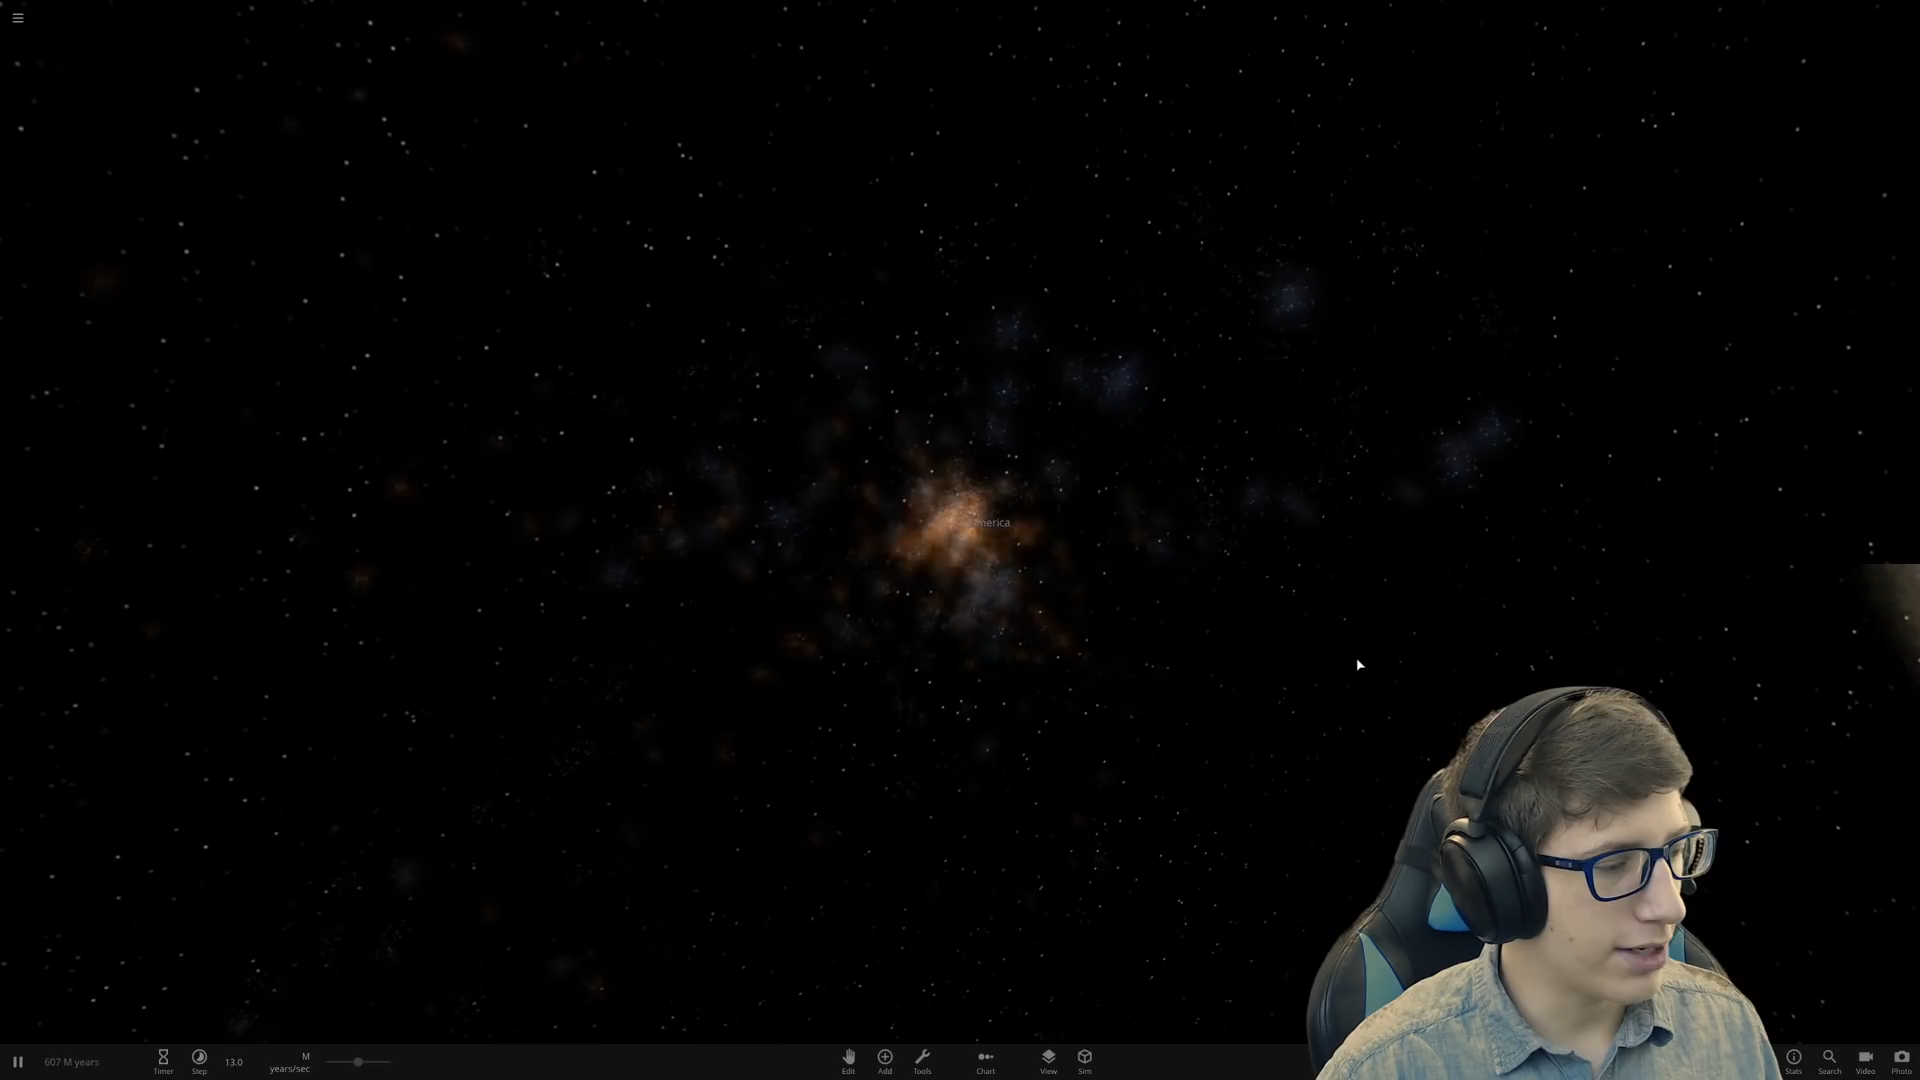 merica
607 M years
Timer
Step
13.0
M
years/sec
Edit
Add
Tools
Chart
View
Sim
Stats
Search
Video
Photo